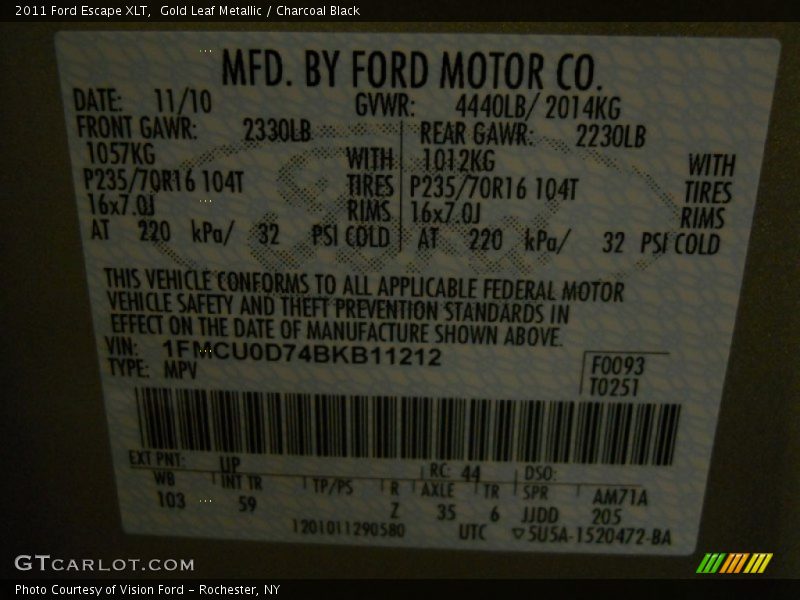 2011 Ford Escape XLT,  Gold Leaf Metallic / Charcoal Black
MFD. BY FORD MOTOR CO.
DATE: 11/10 GVWR: 4440LB/ 2014KG
FRONT GAWR: 2330LB REAR GAWR: 2230LB
1057KG WITH 1012KG WITH
P235/70R16 104T TIRES P235/70R16 104T TIRES
16x7.0J RIMS 16x7.0J RIMS
AT 220 kPa/ 32 PSI COLD AT 220 kPa/ 32 PSI COLD
THIS VEHICLE CONFORMS TO ALL APPLICABLE FEDERAL MOTOR
VEHICLE SAFETY AND THEFT PREVENTION STANDARDS IN
EFFECT ON THE DATE OF MANUFACTURE SHOWN ABOVE.
VIN: 1FMCU0D74BKB11212
TYPE: MPV
F0093
T0251
EXT PNT: UP RC: 44 DSO:
WB INT TR TP/PS R AXLE TR SPR AM71A
103 59 Z 35 6 JJDD 205
1201011290580 UTC ▽5U5A-1520472-BA
GTCARLOT.COM
Photo Courtesy of Vision Ford - Rochester, NY